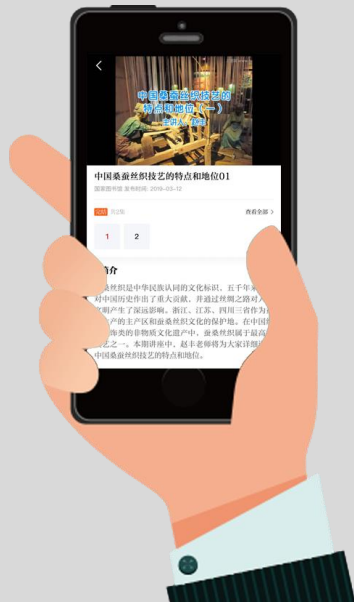 中国桑蚕丝织技艺的
特点和地位（一）
中国桑蚕丝织技艺的特点和地位01
国家图书馆 发布时间: 2019-03-12
查看全部 >
1 2
介
蚕丝织是中华民族认同的文化标识，五千年来
对中国历史作出了重大贡献，并通过丝绸之路对人
文明产生了深远影响。浙江、江苏、四川三省作为
生产的主产区和蚕桑丝织文化的保护地。在中国
饰类的非物质文化遗产中，蚕桑丝织属于最高
艺之一。本期讲座中，赵丰老师将为大家详细
中国桑蚕丝织技艺的特点和地位。